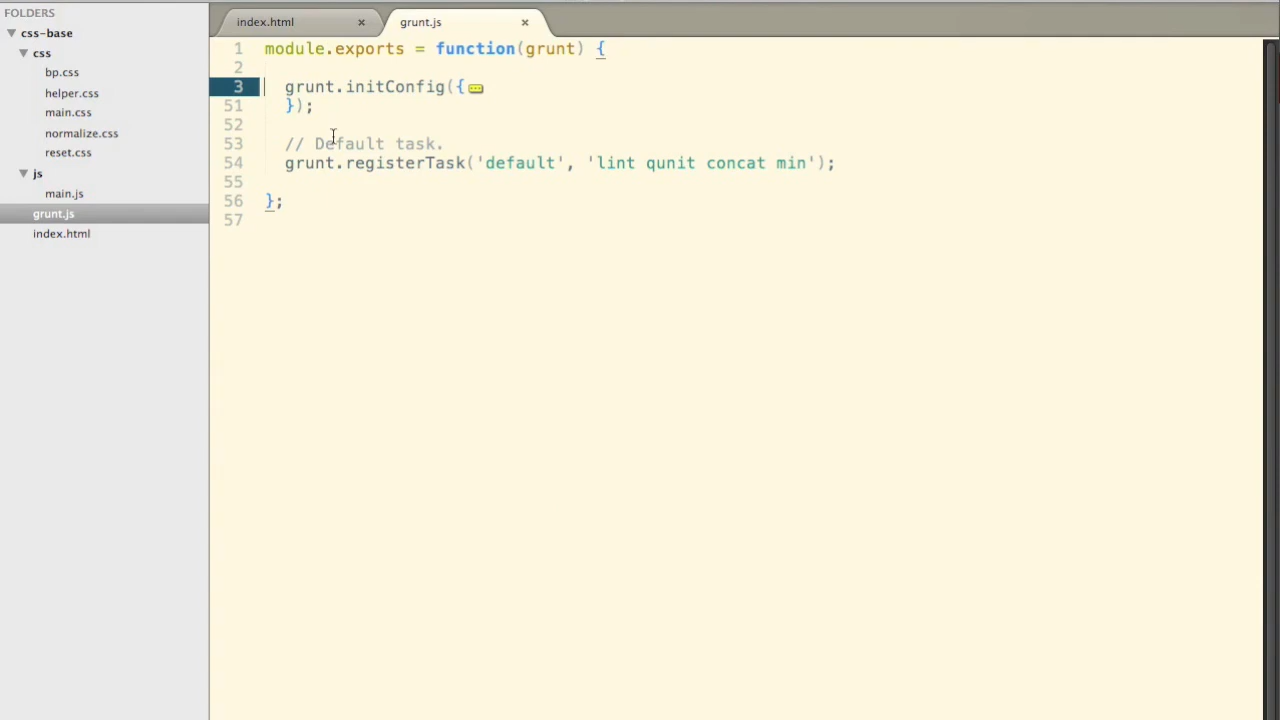 FOLDERS
css-base
css
bp.css
helper.css
main.css
normalize.css
reset.css
js
main.js
grunt.js
index.html
index.html ×
grunt.js ×
1 module.exports = function(grunt) {
2
3 grunt.initConfig({
51 });
52
53 // Default task.
54 grunt.registerTask('default', 'lint qunit concat min');
55
56 };
57